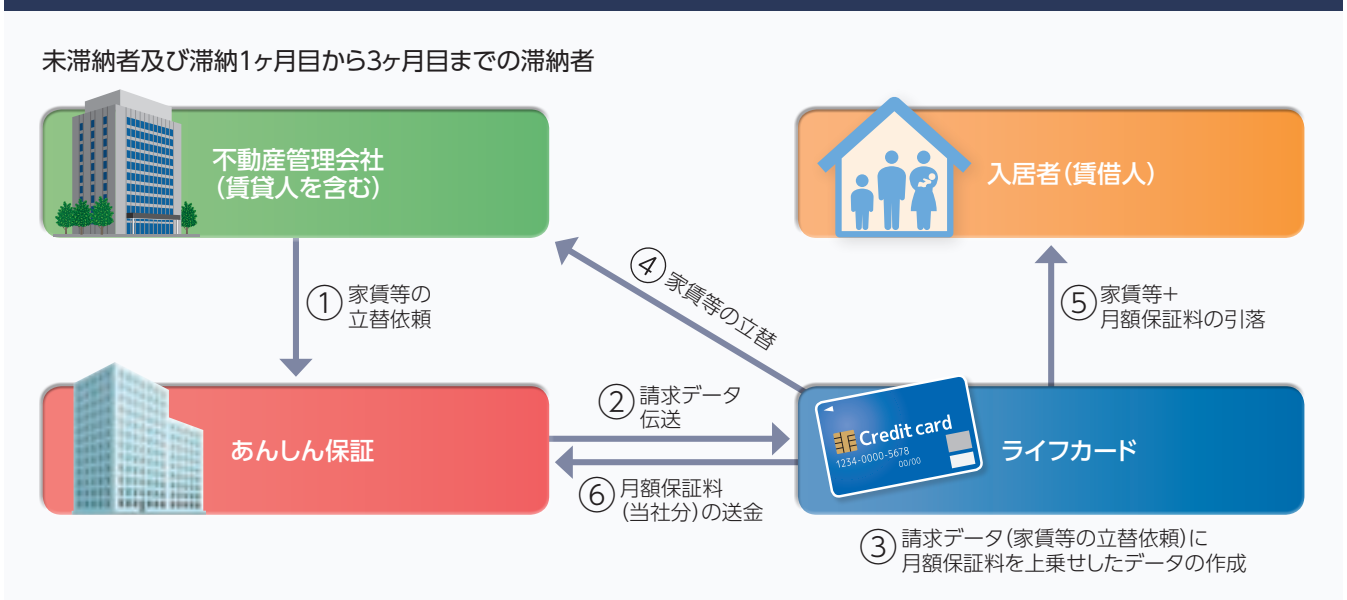 未滞納者及び滞納1ヶ月目から3ヶ月目までの滞納者
不動産管理会社
(賃貸人を含む)
入居者(賃借人)
① 家賃等の
立替依頼
④ 家賃等の立替
⑤ 家賃等+
月額保証料の引落
あんしん保証
② 請求データ
伝送
⑥ 月額保証料
(当社分)の送金
Credit card
1234-0000-5678
00/00
ライフカード
③ 請求データ(家賃等の立替依頼)に
月額保証料を上乗せしたデータの作成